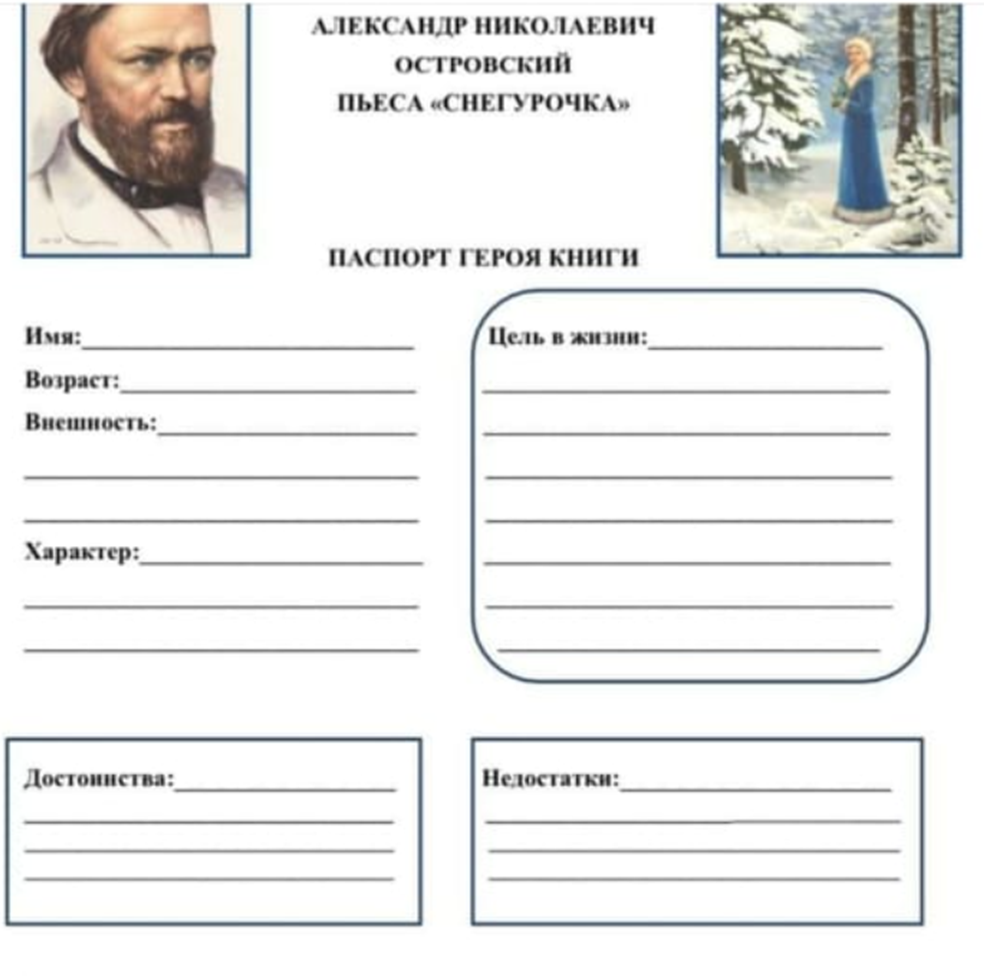 АЛЕКСАНДР НИКОЛАЕВИЧ
ОСТРОВСКИЙ
ПЬЕСА «СНЕГУРОЧКА»
ПАСПОРТ ГЕРОЯ КНИГИ
Имя:
Возраст:
Внешность:
Характер:
Цель в жизни:
Достоинства:
Недостатки: